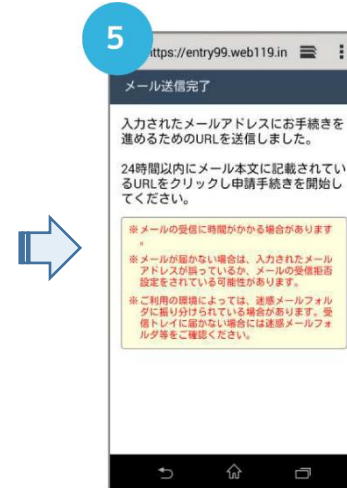 5
https://entry99.web119.in
メール送信完了
入力されたメールアドレスにお手続きを
進めるためのURLを送信しました。
24時間以内にメール本文に記載されてい
るURLをクリックし申請手続きを開始し
てください。
※メールの受信に時間がかかる場合があります
。
※メールが届かない場合は、入力されたメール
アドレスが誤っているか、メールの受信拒否
設定をされている可能性があります。
※ご利用の環境によっては、迷惑メールフォル
ダに振り分けられている場合があります。受
信トレイに届かない場合には迷惑メールフォ
ルダ等をご確認ください。